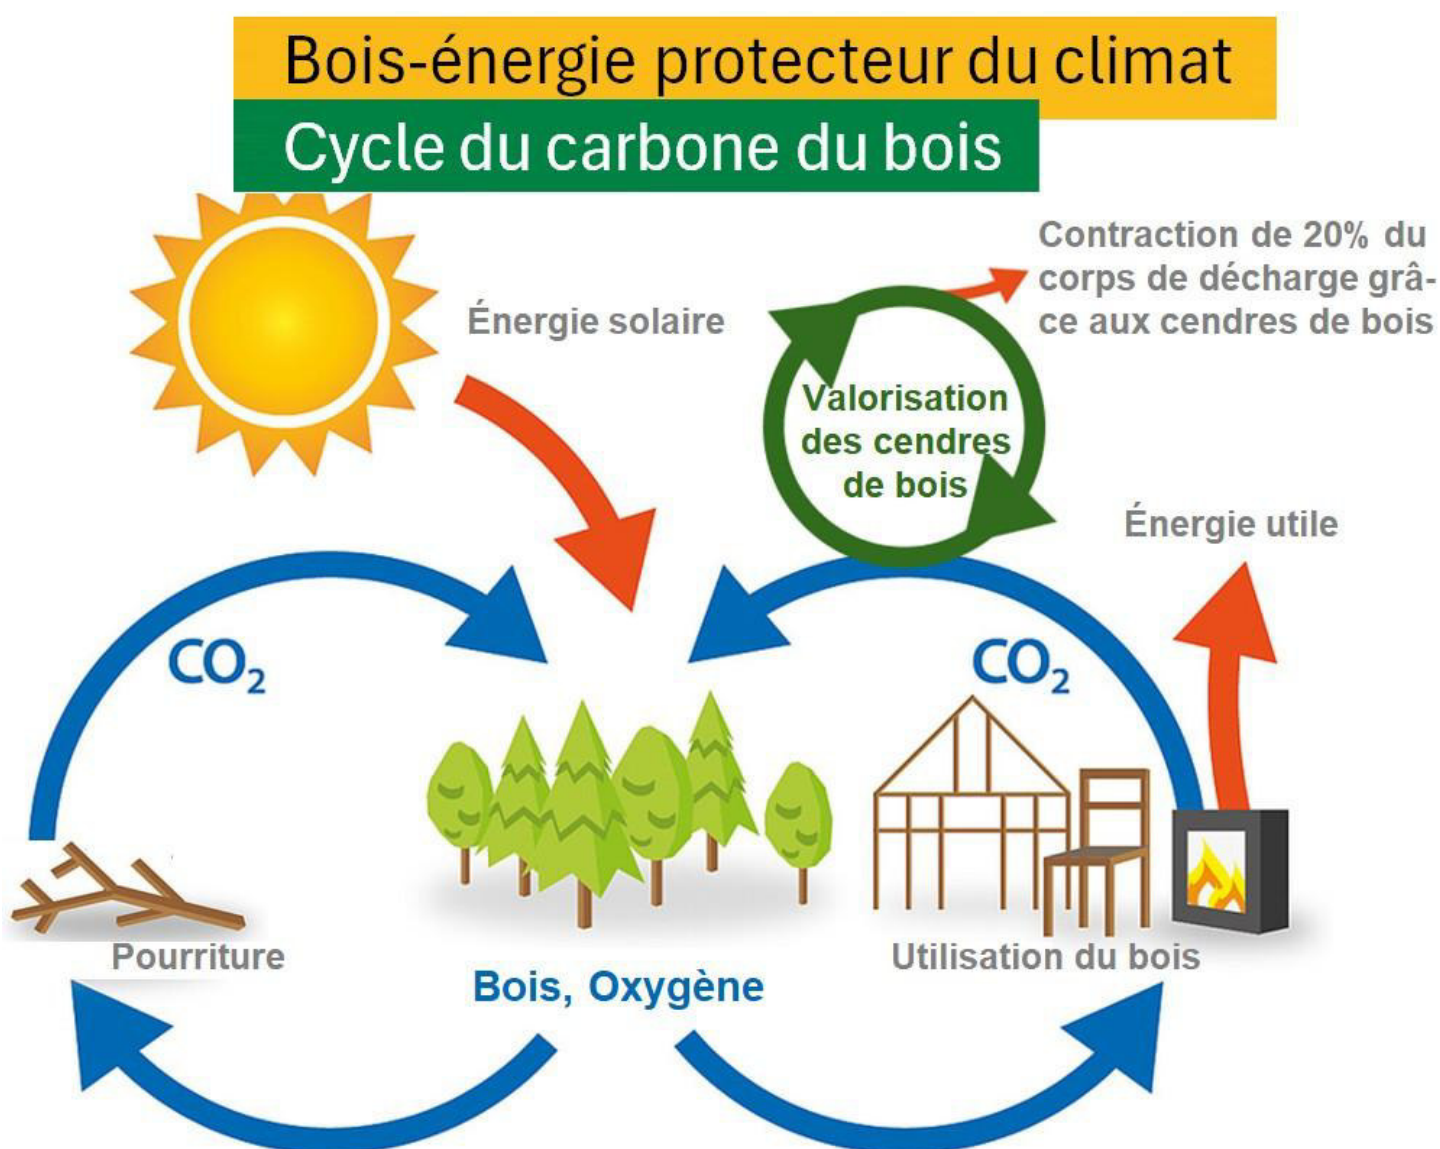 Bois-énergie protecteur du climat
Cycle du carbone du bois
Contraction de 20% du
corps de décharge grâ-
ce aux cendres de bois
Énergie solaire
Valorisation
des cendres
de bois
Énergie utile
CO₂
CO₂
Pourriture
Utilisation du bois
Bois, Oxygène